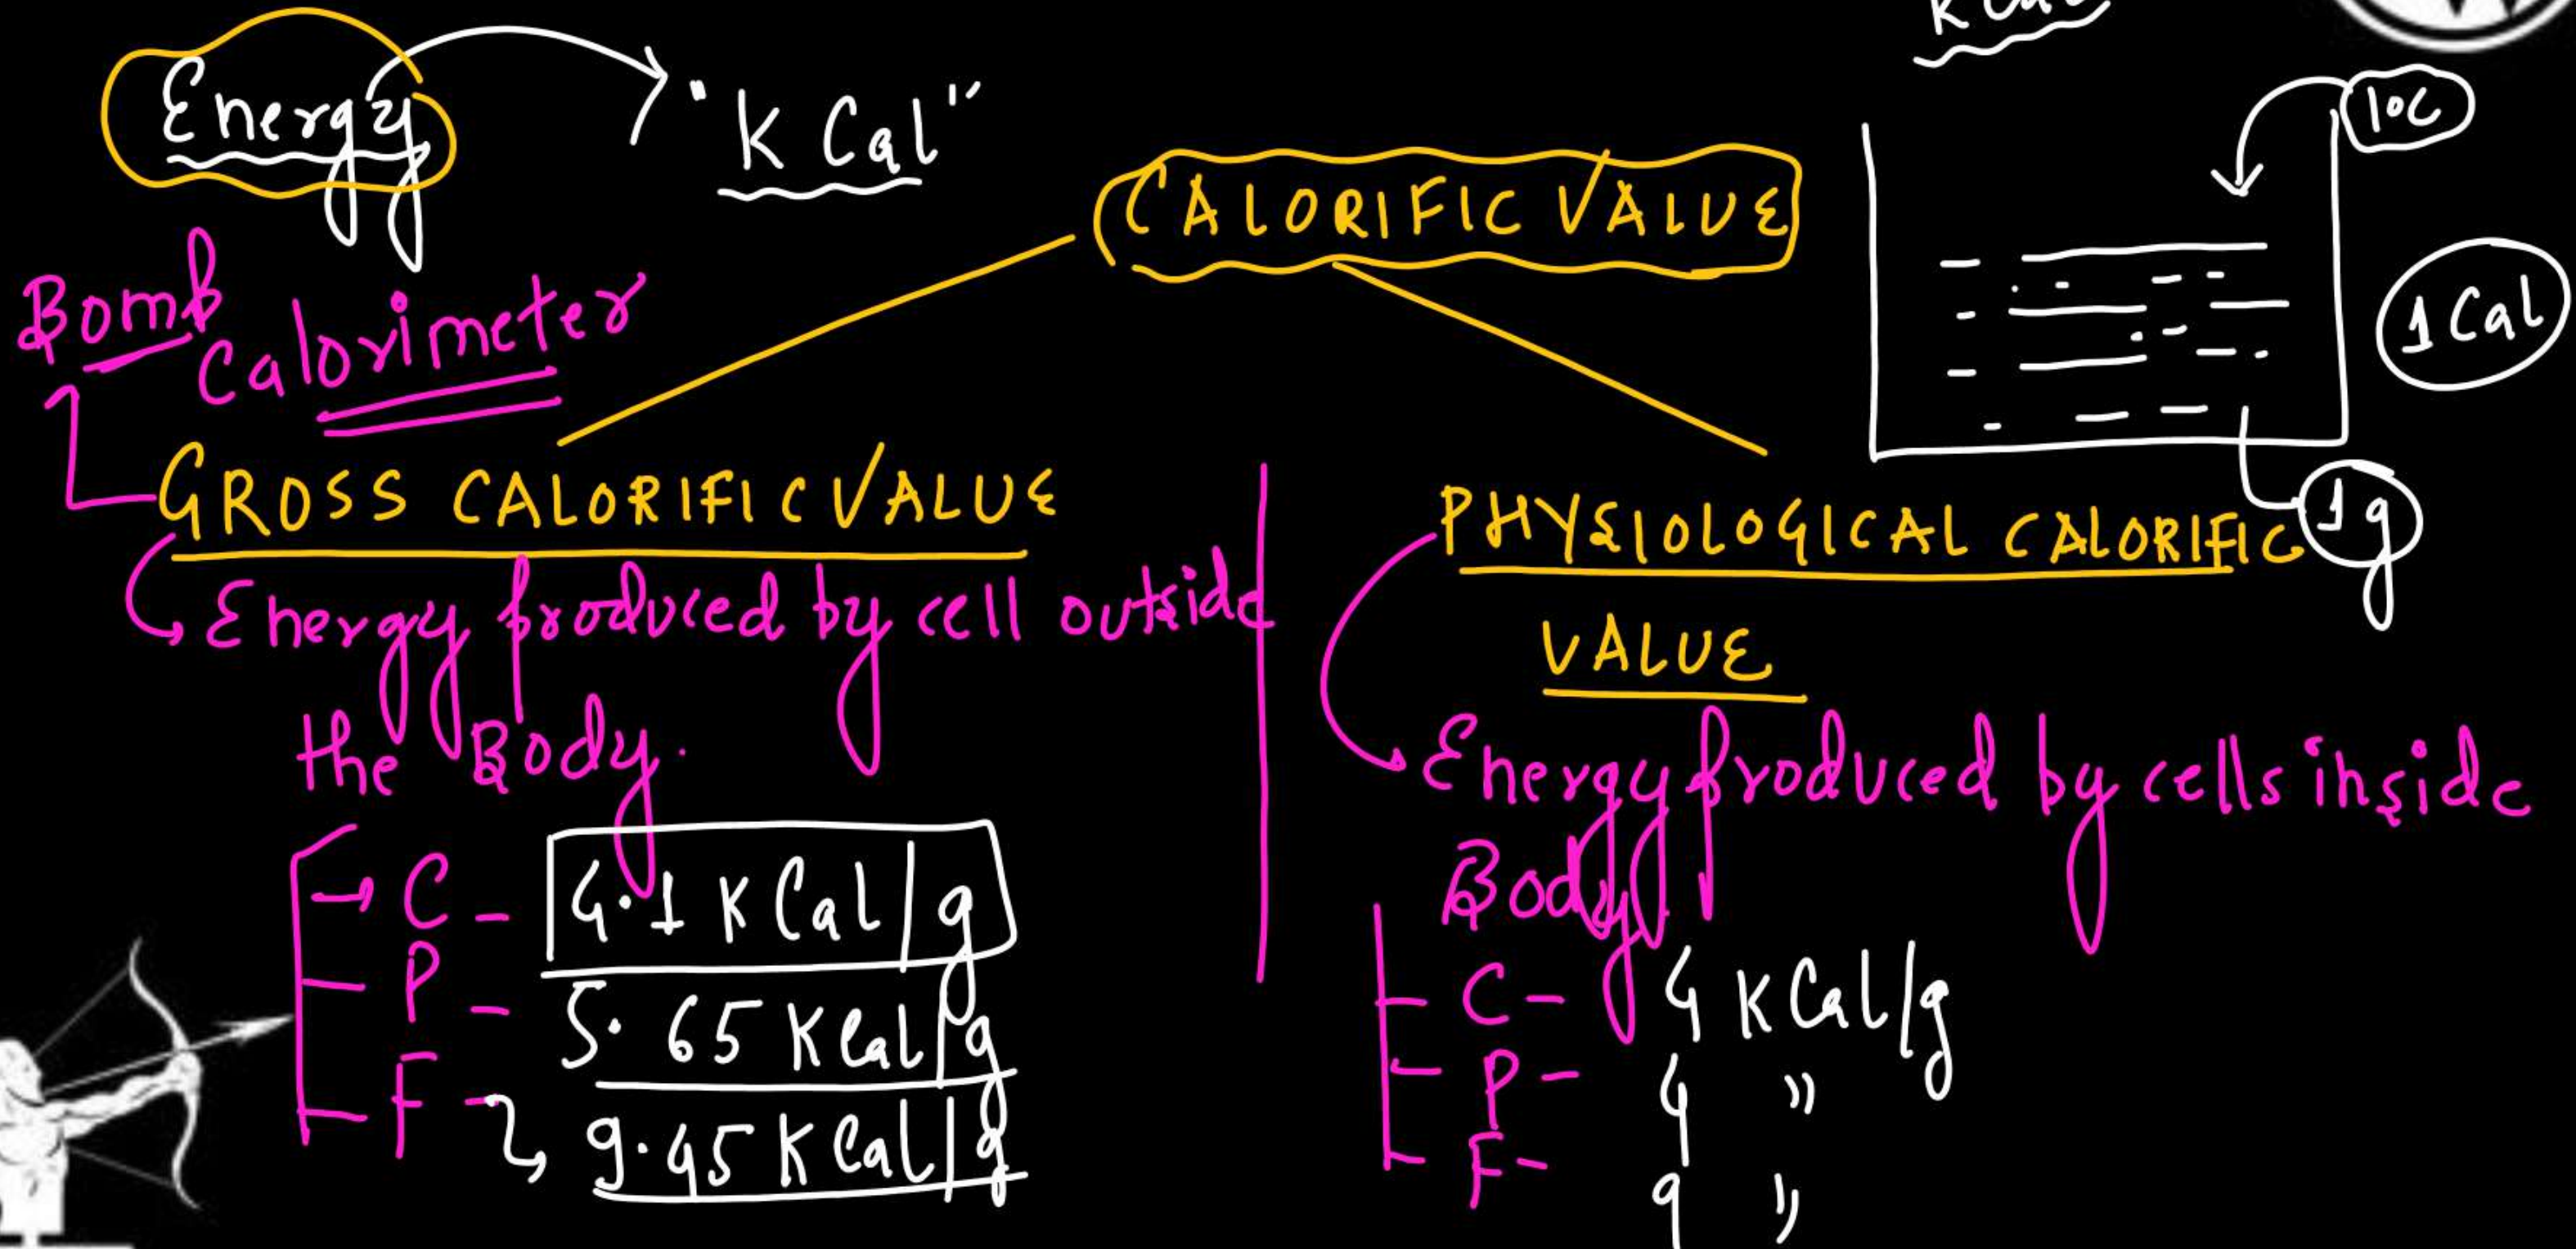 K Cal
Energy
"K Cal"
1°C
CALORIFIC VALUE
1 Cal
Bomb
Calorimeter
1g
GROSS CALORIFIC VALUE
Energy produced by cell outside
the Body.
C - 4.1 K Cal/g
P - 5.65 K Cal/g
F - 9.45 K Cal/g
PHYSIOLOGICAL CALORIFIC
VALUE
Energy produced by cells inside
Body.
C - 4 K Cal/g
P - 4 "
F - 9 "